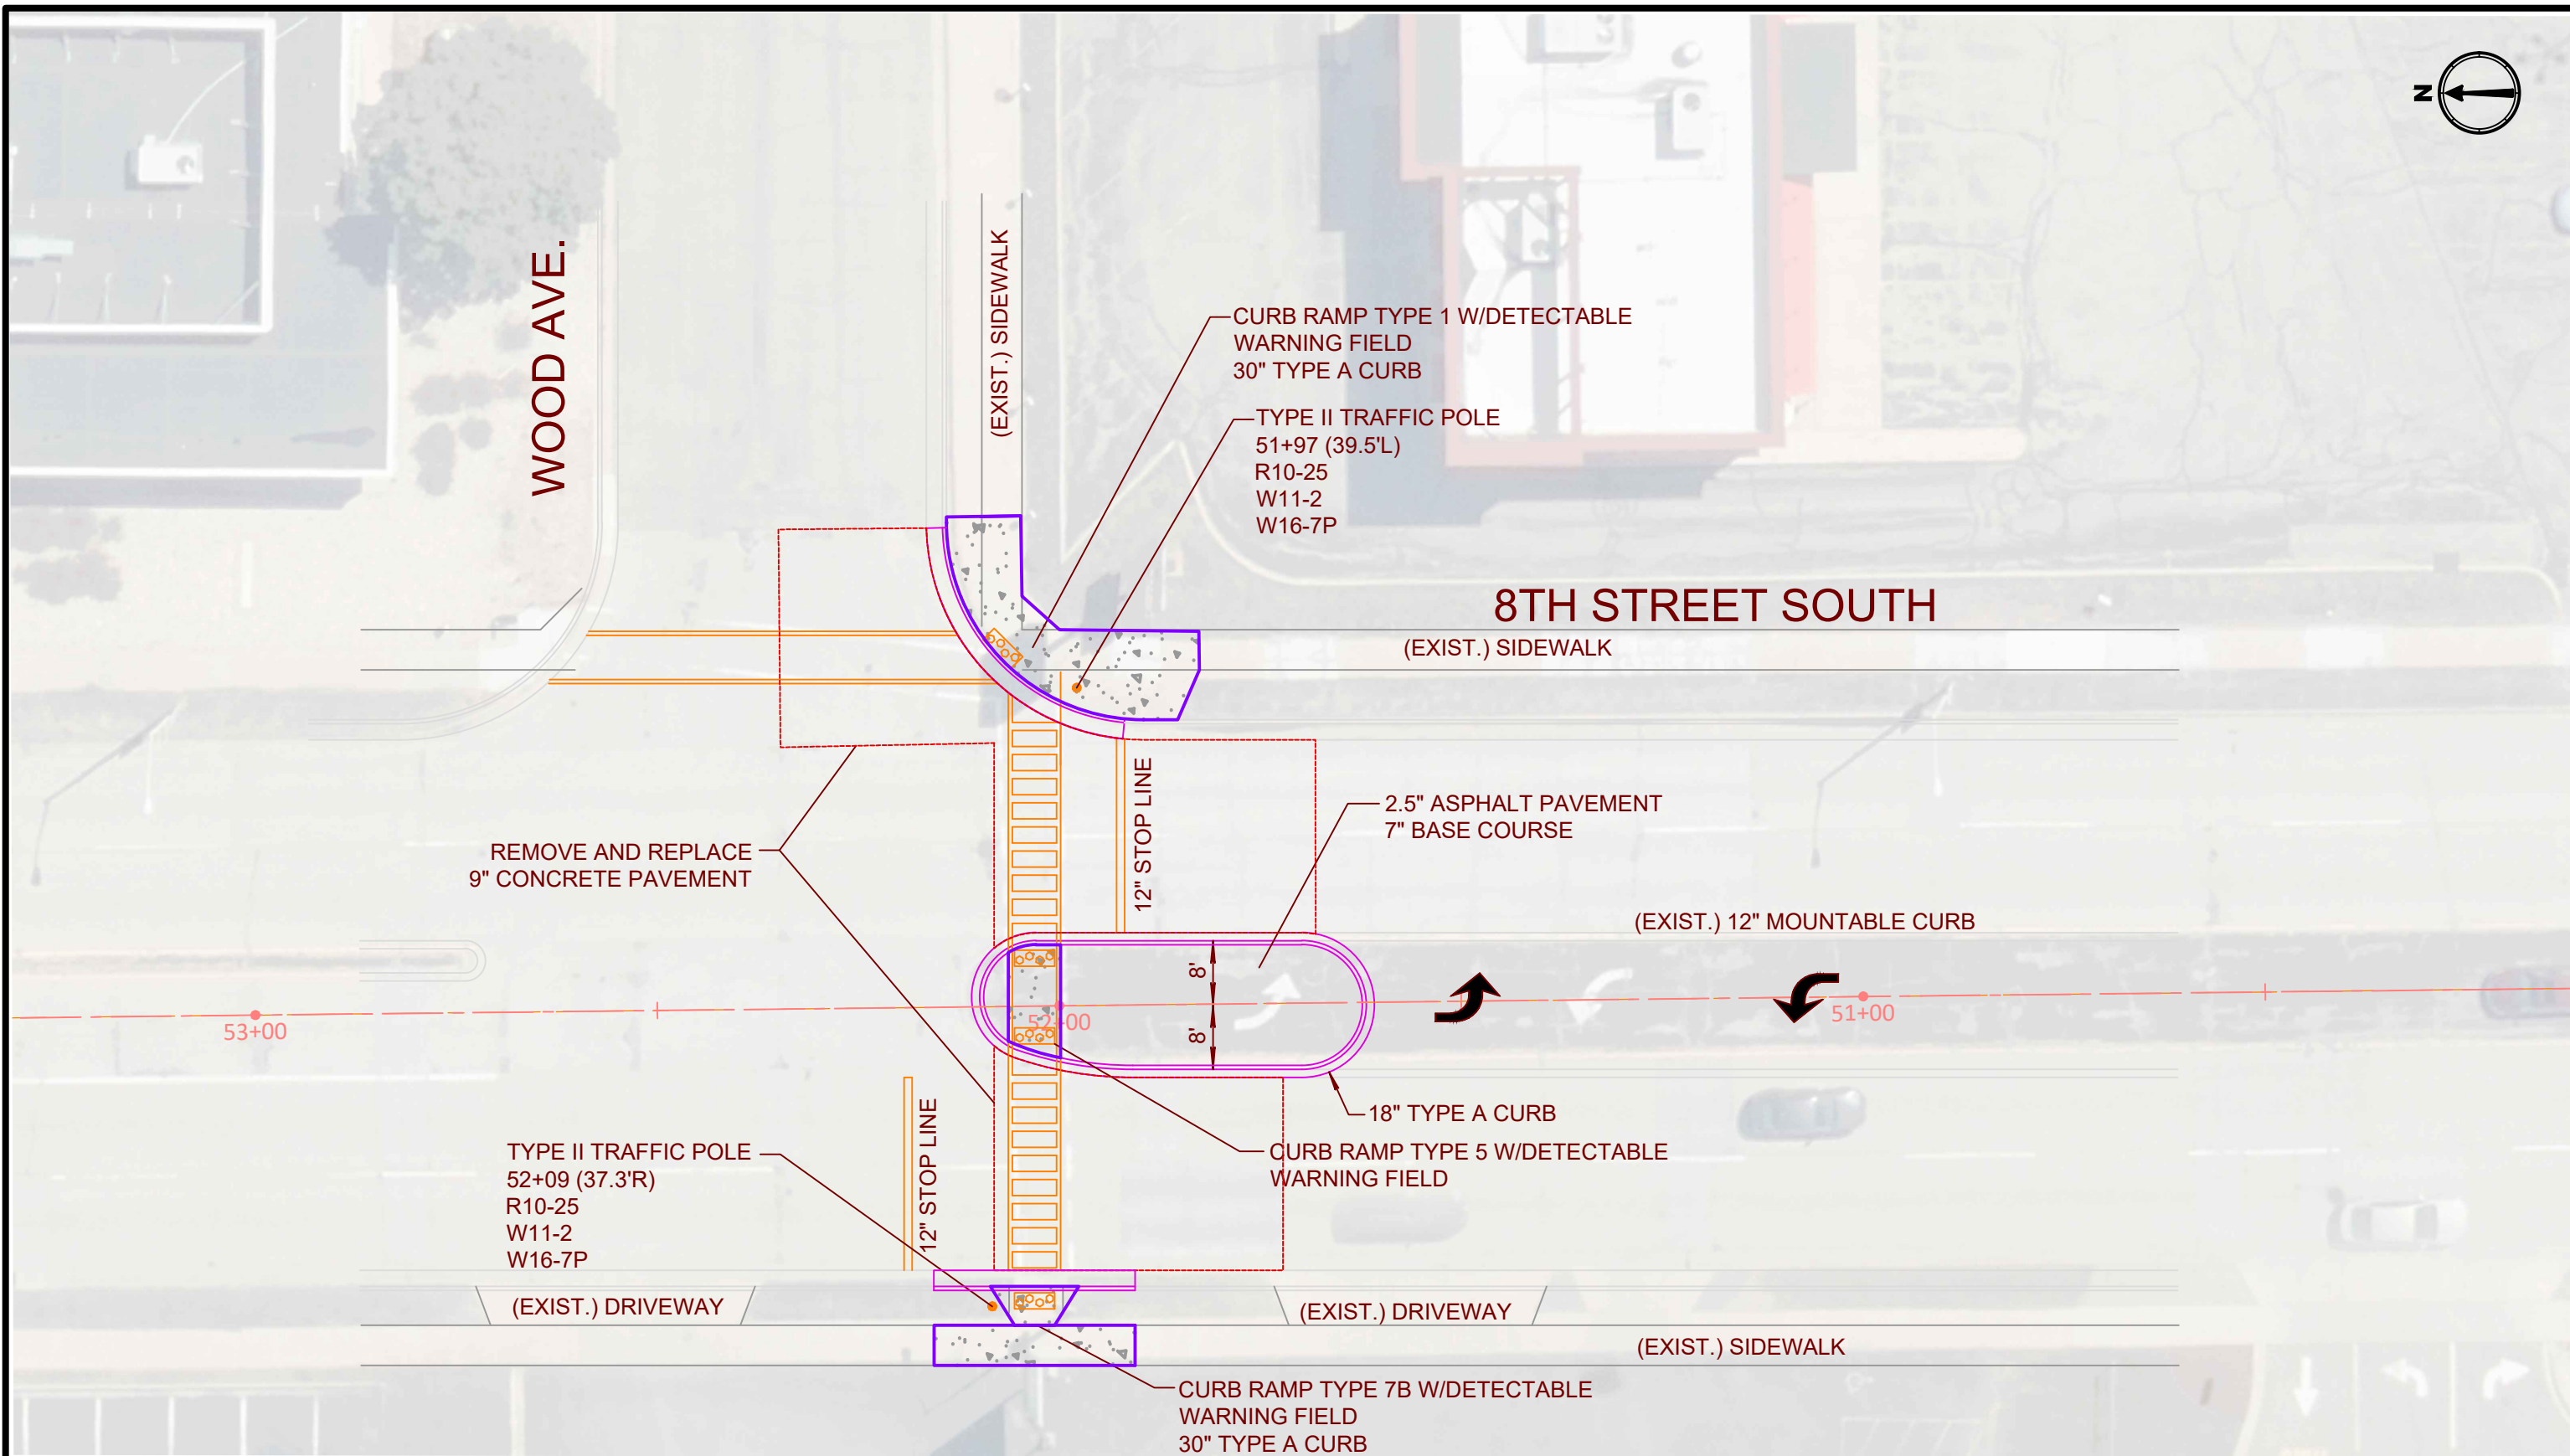 N
WOOD AVE.
(EXIST.) SIDEWALK
CURB RAMP TYPE 1 W/DETECTABLE
WARNING FIELD
30" TYPE A CURB
TYPE II TRAFFIC POLE
51+97 (39.5'L)
R10-25
W11-2
W16-7P
8TH STREET SOUTH
(EXIST.) SIDEWALK
12" STOP LINE
2.5" ASPHALT PAVEMENT
7" BASE COURSE
REMOVE AND REPLACE
9" CONCRETE PAVEMENT
(EXIST.) 12" MOUNTABLE CURB
8'
8'
53+00
52+00
51+00
18" TYPE A CURB
CURB RAMP TYPE 5 W/DETECTABLE
WARNING FIELD
12" STOP LINE
TYPE II TRAFFIC POLE
52+09 (37.3'R)
R10-25
W11-2
W16-7P
(EXIST.) DRIVEWAY
(EXIST.) DRIVEWAY
(EXIST.) SIDEWALK
CURB RAMP TYPE 7B W/DETECTABLE
WARNING FIELD
30" TYPE A CURB